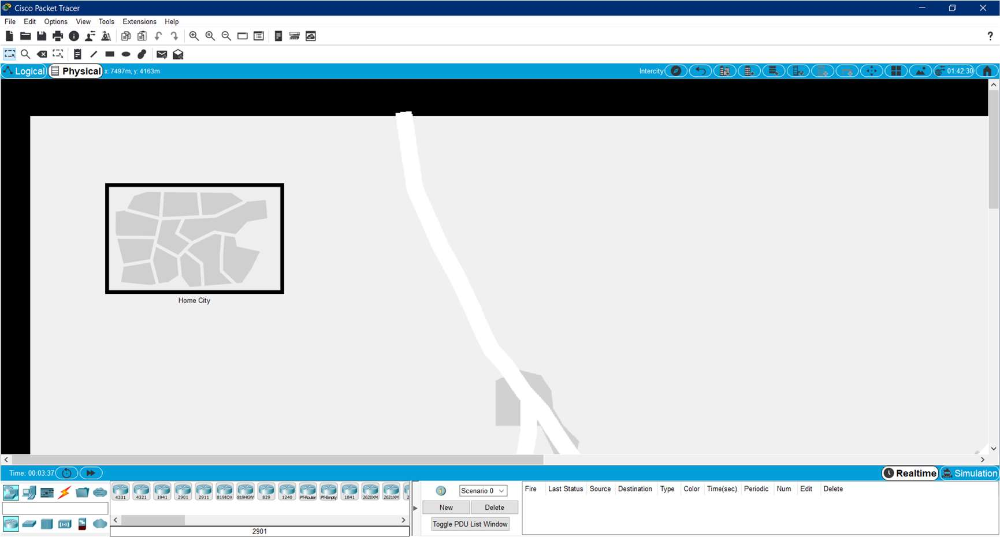 Cisco Packet Tracer
File Edit Options View Tools Extensions Help
?
Logical Physical x: 7497m, y: 4163m Intercity 01:42:30
Home City
Time: 00:03:37 Realtime Simulation
4331 4321 1941 2901 2911 819IOX 819HGW 829 1240 PT-Router PT-Empty 1841 2620XM 2621XM 2
2901
Scenario 0
New Delete
Toggle PDU List Window
Fire Last Status Source Destination Type Color Time(sec) Periodic Num Edit Delete